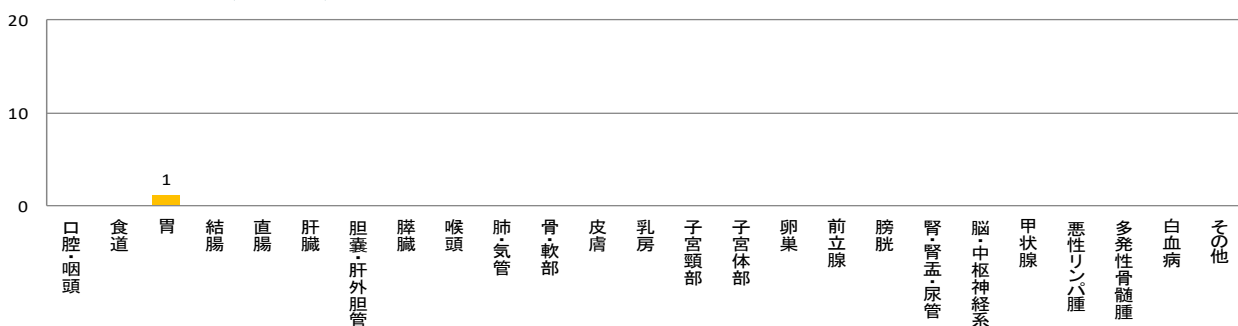 20
10
0
1
口腔・咽頭
食道
胃
結腸
直腸
肝臓
胆嚢・肝外胆管
膵臓
喉頭
肺・気管
骨・軟部
皮膚
乳房
子宮頸部
子宮体部
卵巣
前立腺
膀胱
腎・腎盂・尿管
脳・中枢神経系
甲状腺
悪性リンパ腫
多発性骨髄腫
白血病
その他